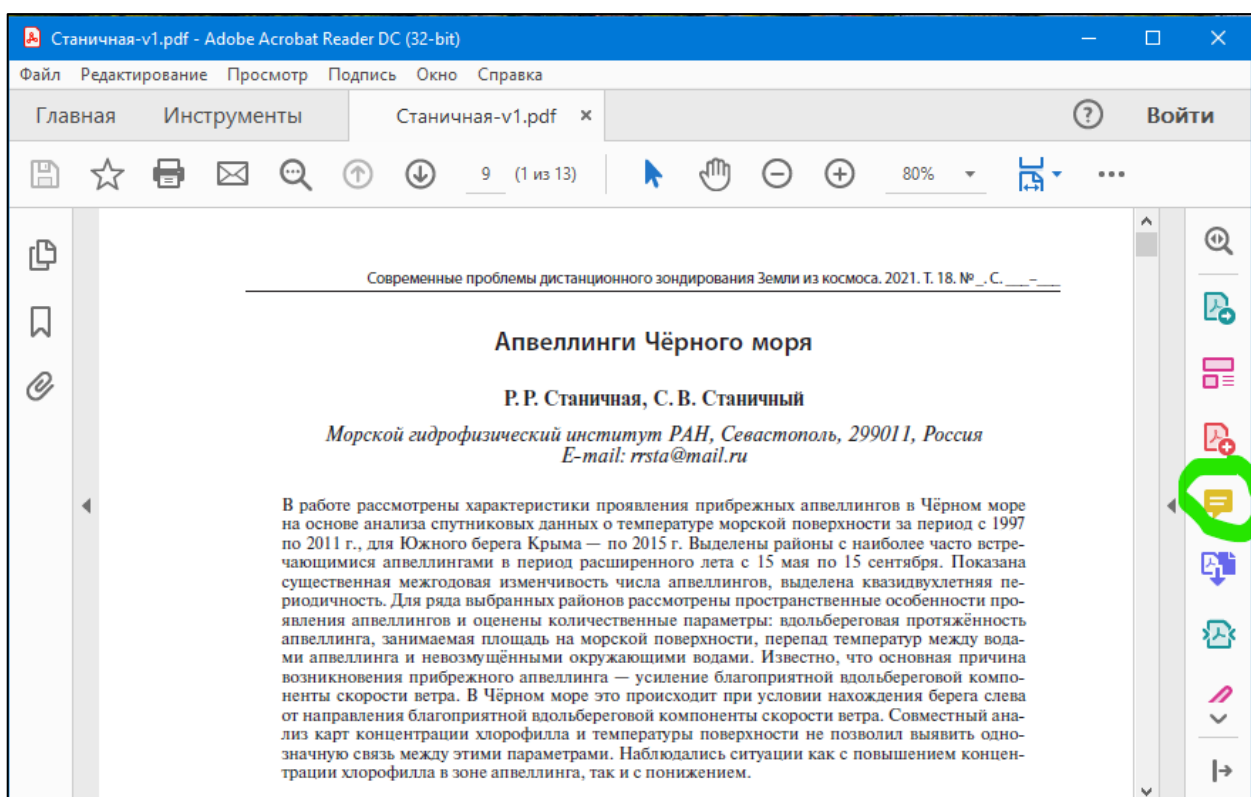 Станичная-v1.pdf - Adobe Acrobat Reader DC (32-bit)
Файл Редактирование Просмотр Подпись Окно Справка
Главная Инструменты Станичная-v1.pdf × ? Войти
9 (1 из 13) 80%
Современные проблемы дистанционного зондирования Земли из космоса. 2021. Т. 18. № _. С. ___–___
Апвеллинги Чёрного моря
Р. Р. Станичная, С. В. Станичный
Морской гидрофизический институт РАН, Севастополь, 299011, Россия
E-mail: rrsta@mail.ru
В работе рассмотрены характеристики проявления прибрежных апвеллингов в Чёрном море
на основе анализа спутниковых данных о температуре морской поверхности за период с 1997
по 2011 г., для Южного берега Крыма — по 2015 г. Выделены районы с наиболее часто встре-
чающимися апвеллингами в период расширенного лета с 15 мая по 15 сентября. Показана
существенная межгодовая изменчивость числа апвеллингов, выделена квазидвухлетняя пе-
риодичность. Для ряда выбранных районов рассмотрены пространственные особенности про-
явления апвеллингов и оценены количественные параметры: вдольбереговая протяжённость
апвеллинга, занимаемая площадь на морской поверхности, перепад температур между вода-
ми апвеллинга и невозмущёнными окружающими водами. Известно, что основная причина
возникновения прибрежного апвеллинга — усиление благоприятной вдольбереговой компо-
ненты скорости ветра. В Чёрном море это происходит при условии нахождения берега слева
от направления благоприятной вдольбереговой компоненты скорости ветра. Совместный ана-
лиз карт концентрации хлорофилла и температуры поверхности не позволил выявить одно-
значную связь между этими параметрами. Наблюдались ситуации как с повышением концен-
трации хлорофилла в зоне апвеллинга, так и с понижением.